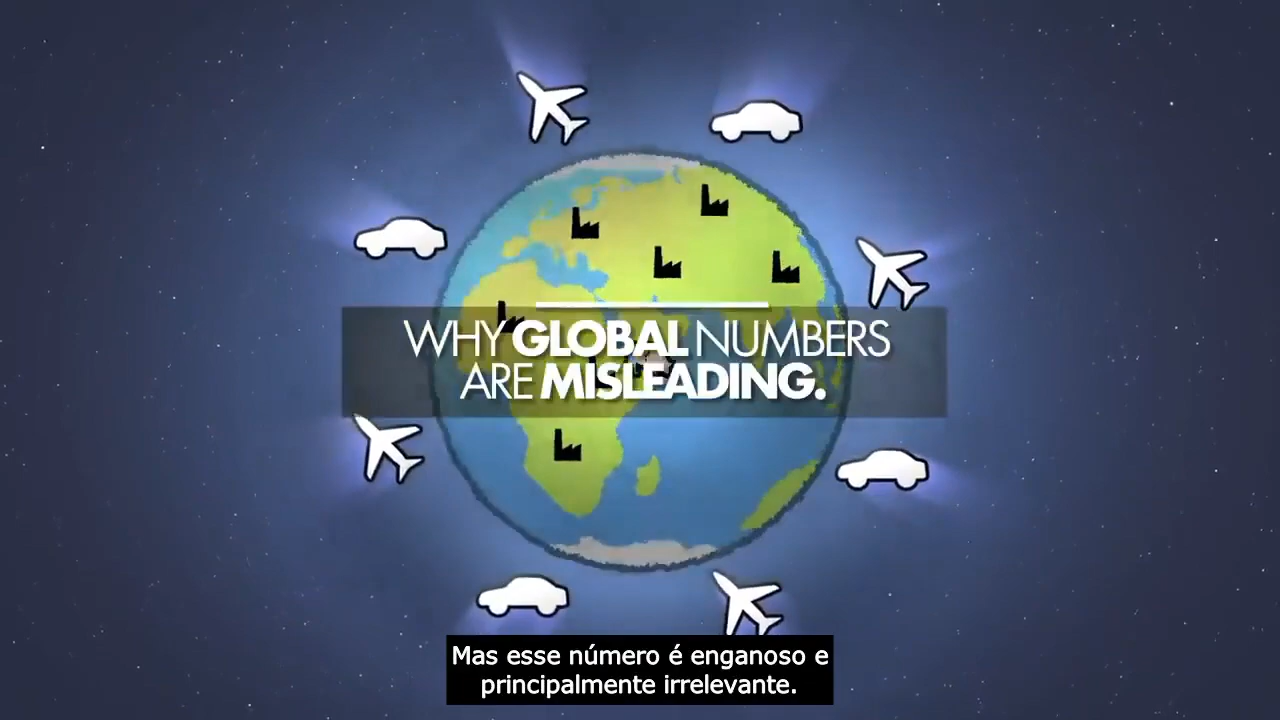 WHY GLOBAL NUMBERS
ARE MISLEADING.
Mas esse número é enganoso e
principalmente irrelevante.